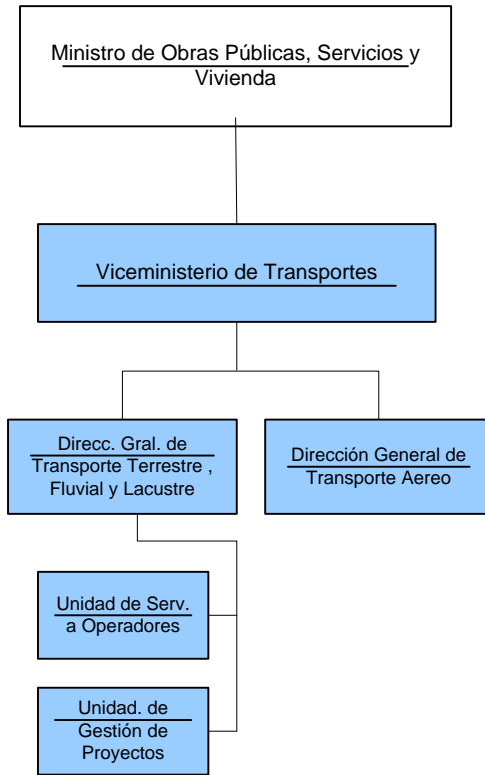 Ministro de Obras Públicas, Servicios y
Vivienda
Viceministerio de Transportes
Direcc. Gral. de
Transporte Terrestre ,
Fluvial y Lacustre
Dirección General de
Transporte Aereo
Unidad de Serv.
a Operadores
Unidad. de
Gestión de
Proyectos